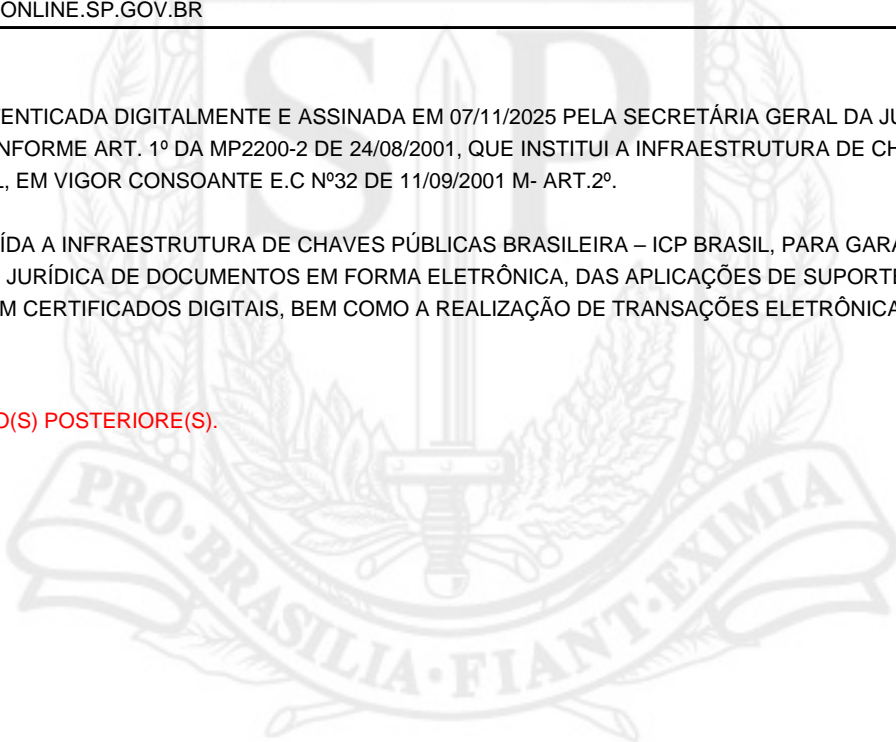 ONLINE.SP.GOV.BR
ENTICADA DIGITALMENTE E ASSINADA EM 07/11/2025 PELA SECRETÁRIA GERAL DA JU
NFORME ART. 1º DA MP2200-2 DE 24/08/2001, QUE INSTITUI A INFRAESTRUTURA DE CH
, EM VIGOR CONSOANTE E.C Nº32 DE 11/09/2001 M- ART.2º.
ÍDA A INFRAESTRUTURA DE CHAVES PÚBLICAS BRASILEIRA – ICP BRASIL, PARA GARA
JURÍDICA DE DOCUMENTOS EM FORMA ELETRÔNICA, DAS APLICAÇÕES DE SUPORTE
M CERTIFICADOS DIGITAIS, BEM COMO A REALIZAÇÃO DE TRANSAÇÕES ELETRÔNICA
O(S) POSTERIORE(S).
SP
PRO·BRASILIA·FIANT·EXIMIA